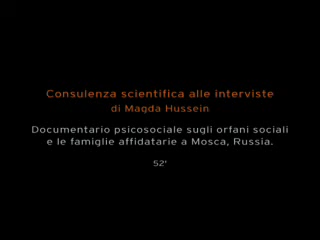 Consulenza scientifica alle interviste
di Magda Hussein
Documentario psicosociale sugli orfani sociali
e le famiglie affidatarie a Mosca, Russia.
52'